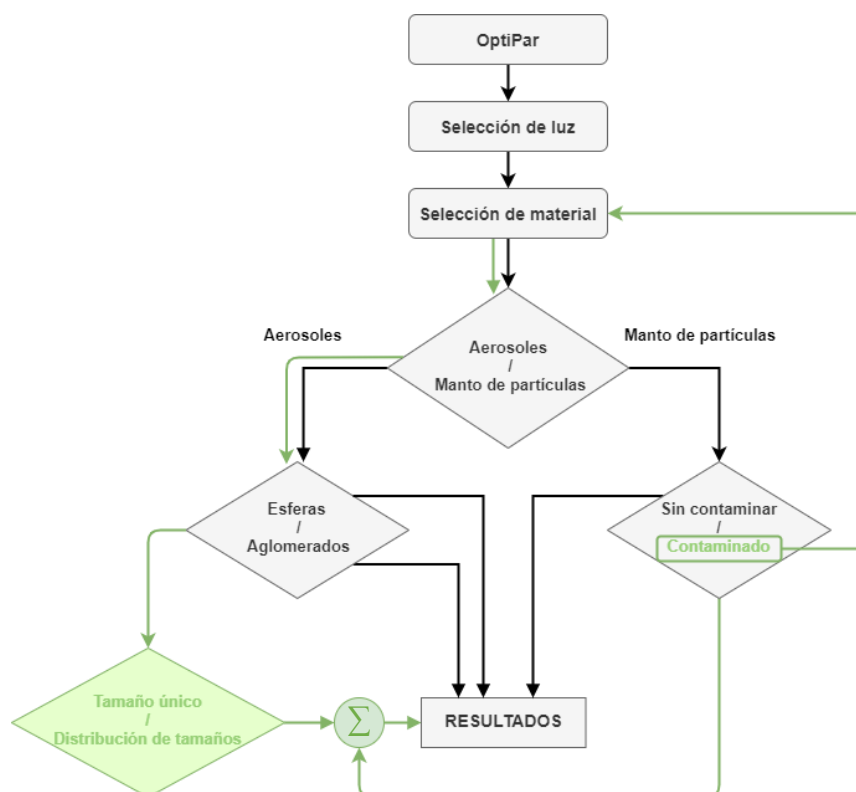 OptiPar
Selección de luz
Selección de material
Aerosoles
Manto de partículas
Aerosoles
/
Manto de partículas
Esferas
/
Aglomerados
Sin contaminar
/
Contaminado
Tamaño único
/
Distribución de tamaños
Σ
RESULTADOS